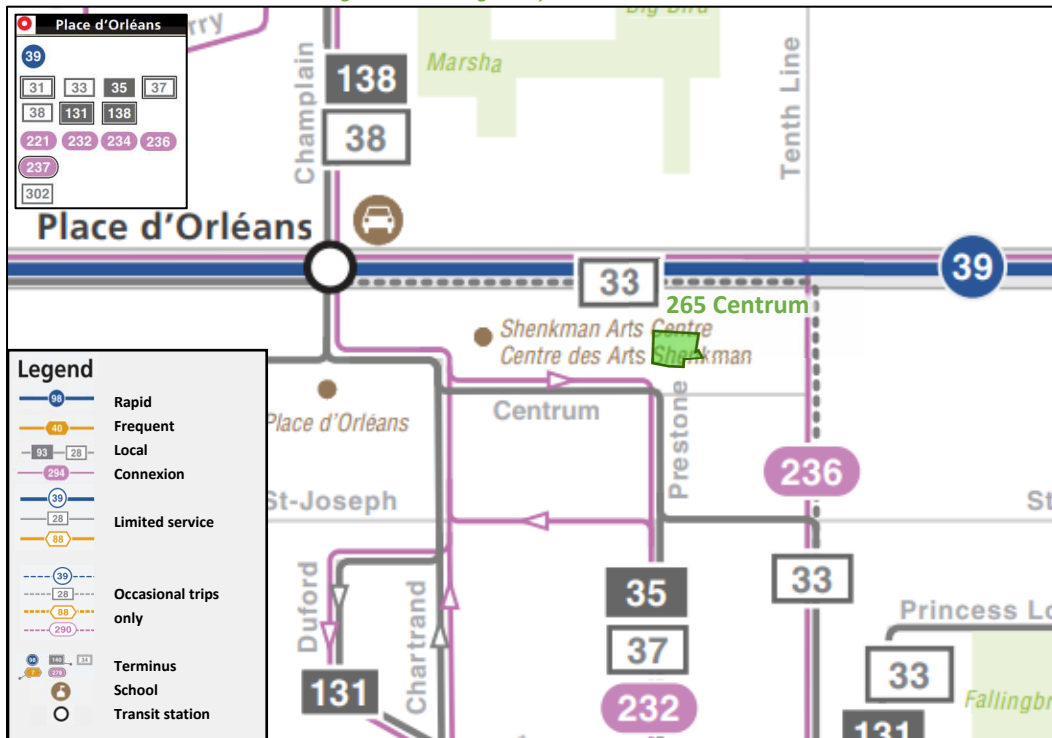 Place d'Orléans
39
31 33 35 37
38 131 138
221 232 234 236
237
302
rry
Champlain
138
38
Marsha
Big Bird
Tenth Line
Place d'Orléans
33
39
265 Centrum
Shenkman Arts Centre
Centre des Arts Shenkman
Place d'Orléans
Centrum
Prestone
236
St-Joseph
St
Duford
Chartrand
131
35
37
232
33
Princess Lo
33
131
Fallingbr
Legend
98 Rapid
40 Frequent
93 28 Local
294 Connexion
39
28 Limited service
88
39
28 Occasional trips
88 only
290
Terminus
School
Transit station